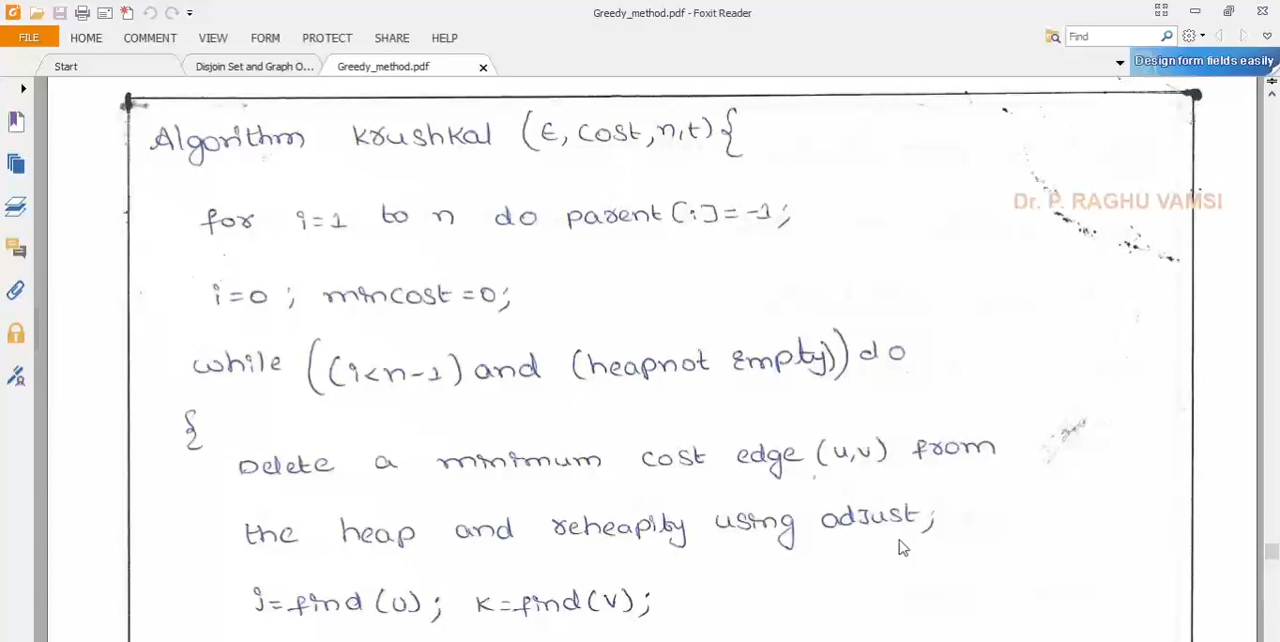 Greedy_method.pdf - Foxit Reader
FILE HOME COMMENT VIEW FORM PROTECT SHARE HELP Find
Start Disjoin Set and Graph O... Greedy_method.pdf Design form fields easily
Algorithm Krushkal (E, cost, n, t) {
Dr. P. RAGHU VAMSI
for i=1 to n do parent[i]=-1;
i=0; mincost=0;
while ((i<n-1) and (heapnot Empty)) do
{
Delete a minimum cost edge (u,v) from
the heap and reheapity using adjust;
j=find(u); K=find(v);